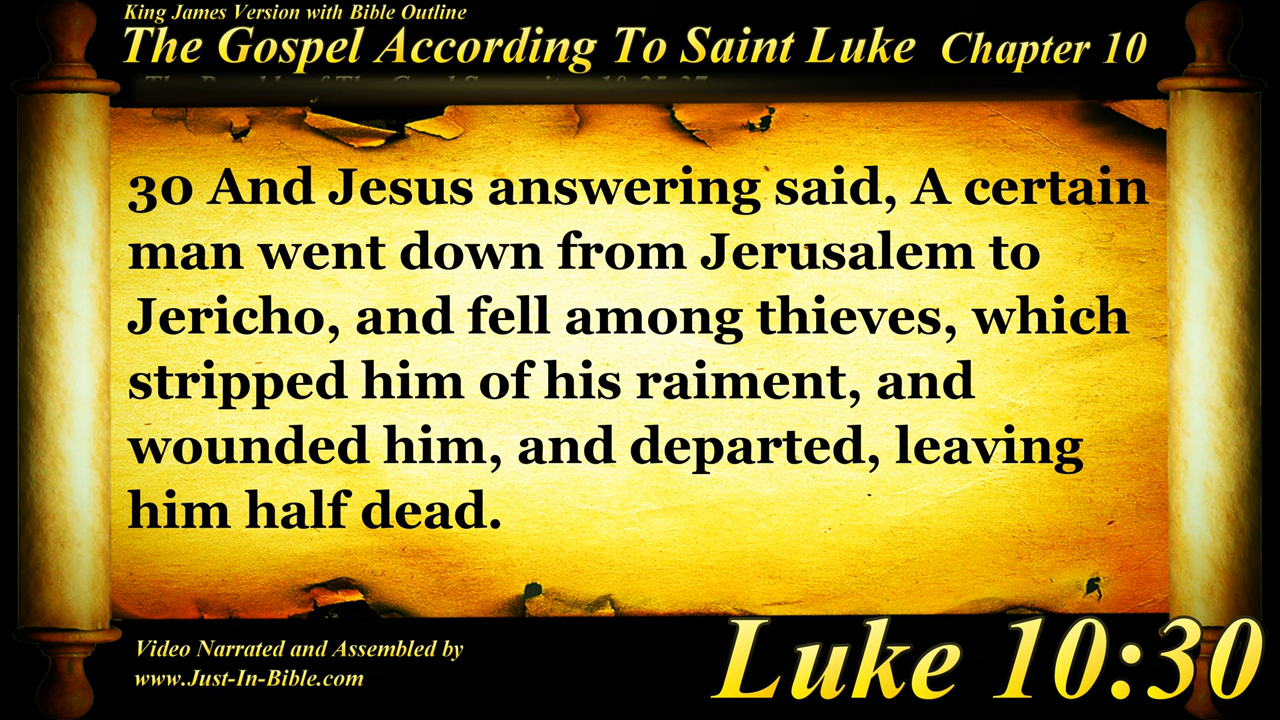 King James Version with Bible Outline
The Gospel According To Saint Luke Chapter 10
30 And Jesus answering said, A certain
man went down from Jerusalem to
Jericho, and fell among thieves, which
stripped him of his raiment, and
wounded him, and departed, leaving
him half dead.
Video Narrated and Assembled by
www.Just-In-Bible.com
Luke 10:30